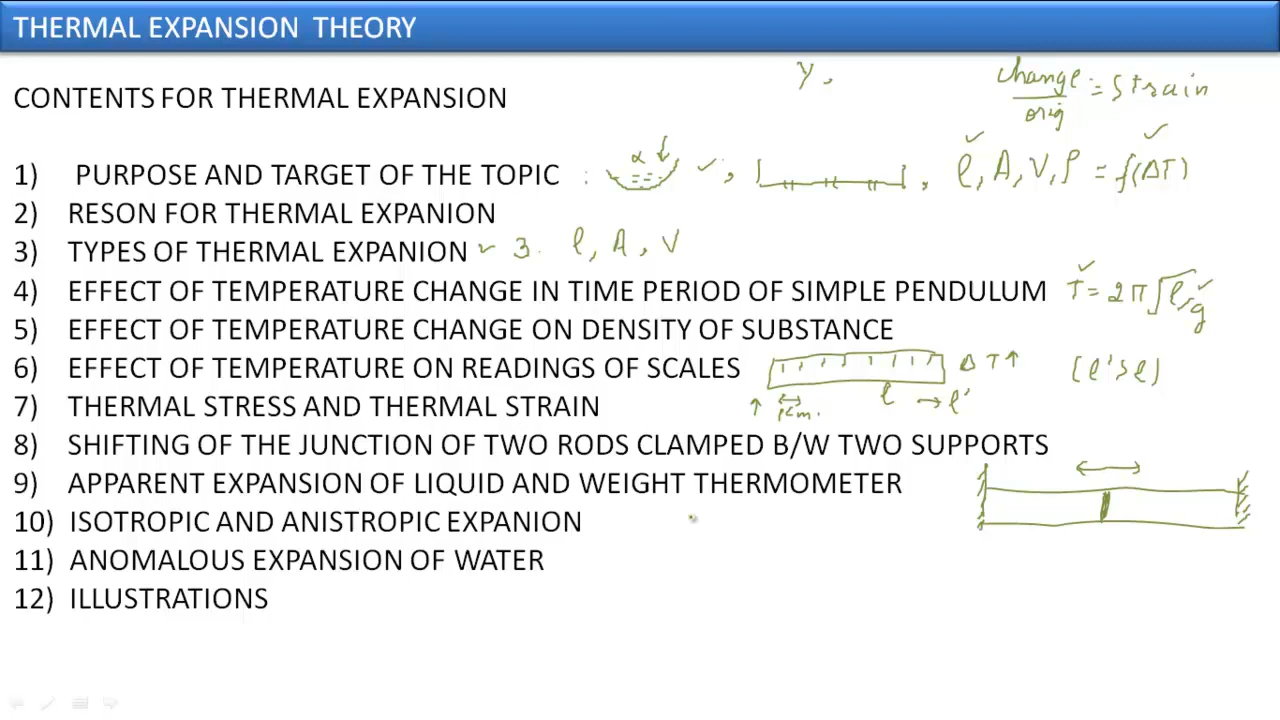 THERMAL EXPANSION THEORY
γ,
change/orig = Strain
CONTENTS FOR THERMAL EXPANSION
1) PURPOSE AND TARGET OF THE TOPIC : α , , l, A, V, ρ = f(ΔT)
2) RESON FOR THERMAL EXPANION
3) TYPES OF THERMAL EXPANION 3. l, A, V
4) EFFECT OF TEMPERATURE CHANGE IN TIME PERIOD OF SIMPLE PENDULUM T = 2π√l/g
5) EFFECT OF TEMPERATURE CHANGE ON DENSITY OF SUBSTANCE
6) EFFECT OF TEMPERATURE ON READINGS OF SCALES ΔT↑ (l'>l)
↑ 1cm. l → l'
7) THERMAL STRESS AND THERMAL STRAIN
8) SHIFTING OF THE JUNCTION OF TWO RODS CLAMPED B/W TWO SUPPORTS
9) APPARENT EXPANSION OF LIQUID AND WEIGHT THERMOMETER
10) ISOTROPIC AND ANISTROPIC EXPANION
11) ANOMALOUS EXPANSION OF WATER
12) ILLUSTRATIONS